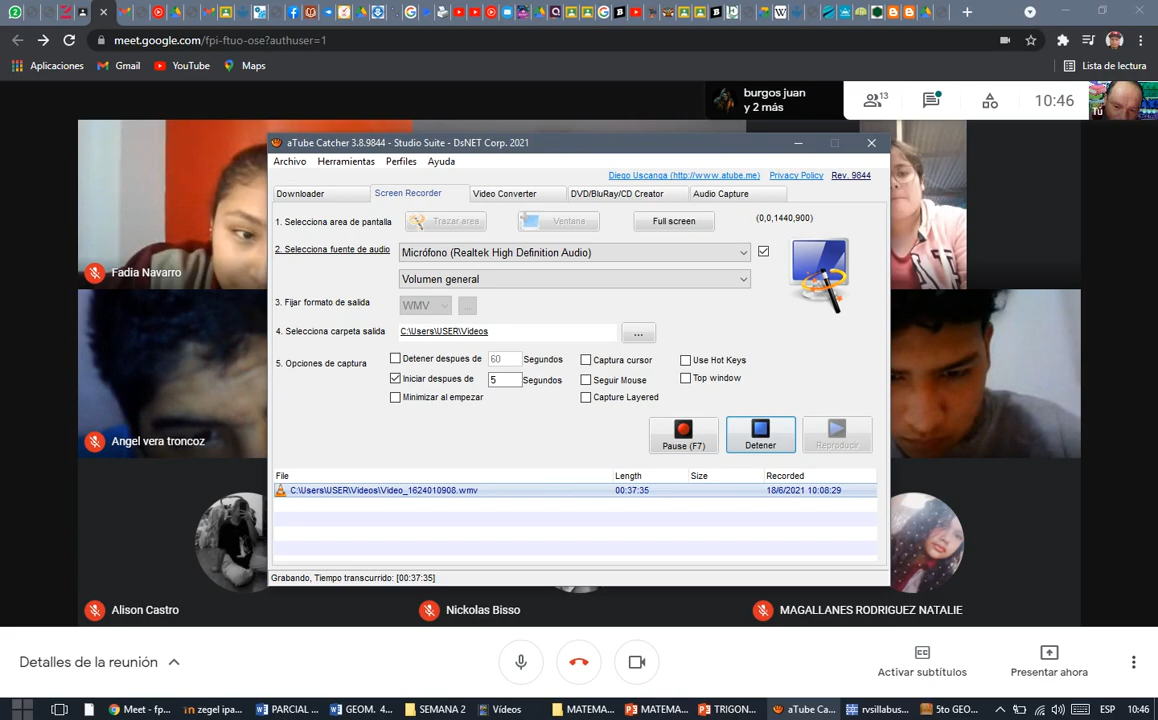 meet.google.com/fpi-ftuo-ose?authuser=1
Aplicaciones Gmail YouTube Maps Lista de lectura
burgos juan
y 2 más
13 10:46
Tú
aTube Catcher 3.8.9844 - Studio Suite - DsNET Corp. 2021
Archivo Herramientas Perfiles Ayuda
Diego Uscanga (http://www.atube.me) Privacy Policy Rev. 9844
Downloader Screen Recorder Video Converter DVD/BluRay/CD Creator Audio Capture
1. Selecciona area de pantalla Trazar area Ventana Full screen (0,0,1440,900)
2. Selecciona fuente de audio Micrófono (Realtek High Definition Audio)
Volumen general
3. Fijar formato de salida WMV ...
4. Selecciona carpeta salida C:\Users\USER\Videos ...
5. Opciones de captura Detener despues de 60 Segundos Captura cursor Use Hot Keys
Iniciar despues de 5 Segundos Seguir Mouse Top window
Minimizar al empezar Capture Layered
Pause (F7) Detener Reproducir
File Length Size Recorded
C:\Users\USER\Videos\Video_1624010908.wmv 00:37:35 18/6/2021 10:08:29
Grabando, Tiempo transcurrido: [00:37:35]
Fadia Navarro
Angel vera troncoz
Alison Castro Nickolas Bisso MAGALLANES RODRIGUEZ NATALIE
Detalles de la reunión Activar subtítulos Presentar ahora
Meet - fp... zegel ipa... PARCIAL ... GEOM. 4... SEMANA 2 Vídeos MATEMA... MATEMA... TRIGON... aTube Ca... rvsillabus... 5to GEO... ESP 10:46